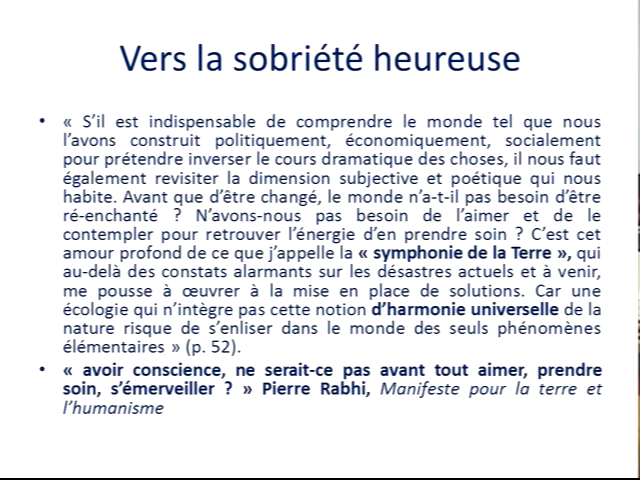 Vers la sobriété heureuse
• « S’il est indispensable de comprendre le monde tel que nous
l’avons construit politiquement, économiquement, socialement
pour prétendre inverser le cours dramatique des choses, il nous faut
également revisiter la dimension subjective et poétique qui nous
habite. Avant que d’être changé, le monde n’a-t-il pas besoin d’être
ré-enchanté ? N’avons-nous pas besoin de l’aimer et de le
contempler pour retrouver l’énergie d’en prendre soin ? C’est cet
amour profond de ce que j’appelle la « symphonie de la Terre », qui
au-delà des constats alarmants sur les désastres actuels et à venir,
me pousse à œuvrer à la mise en place de solutions. Car une
écologie qui n’intègre pas cette notion d’harmonie universelle de la
nature risque de s’enliser dans le monde des seuls phénomènes
élémentaires » (p. 52).
• « avoir conscience, ne serait-ce pas avant tout aimer, prendre
soin, s’émerveiller ? » Pierre Rabhi, Manifeste pour la terre et
l’humanisme